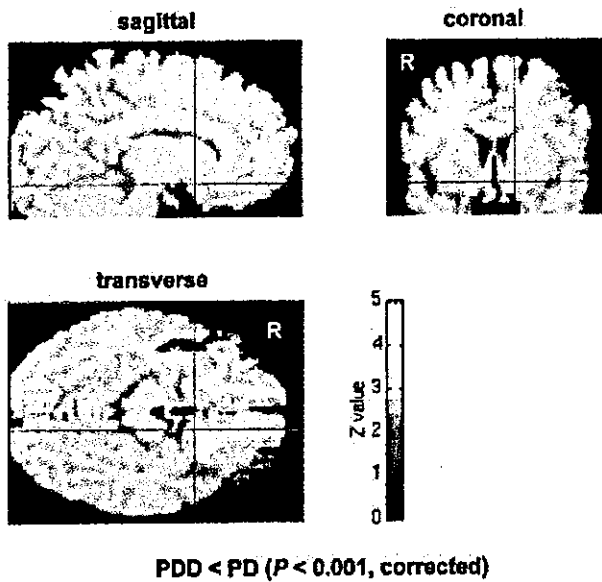 sagittal
coronal
R
transverse
R
5
4
3
2
1
0
Z value
PDD < PD (P < 0.001, corrected)